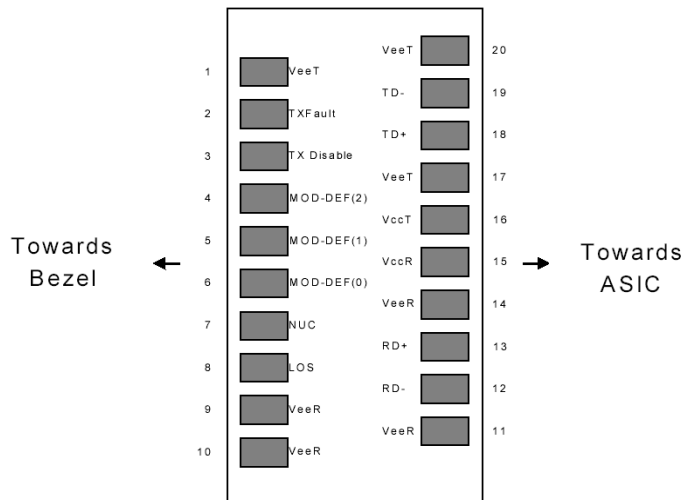 1 VeeT
2 TXFault
3 TX Disable
4 MOD-DEF(2)
5 MOD-DEF(1)
6 MOD-DEF(0)
7 NUC
8 LOS
9 VeeR
10 VeeR
VeeT 20
TD- 19
TD+ 18
VeeT 17
VccT 16
VccR 15
VeeR 14
RD+ 13
RD- 12
VeeR 11
Towards
Bezel
Towards
ASIC